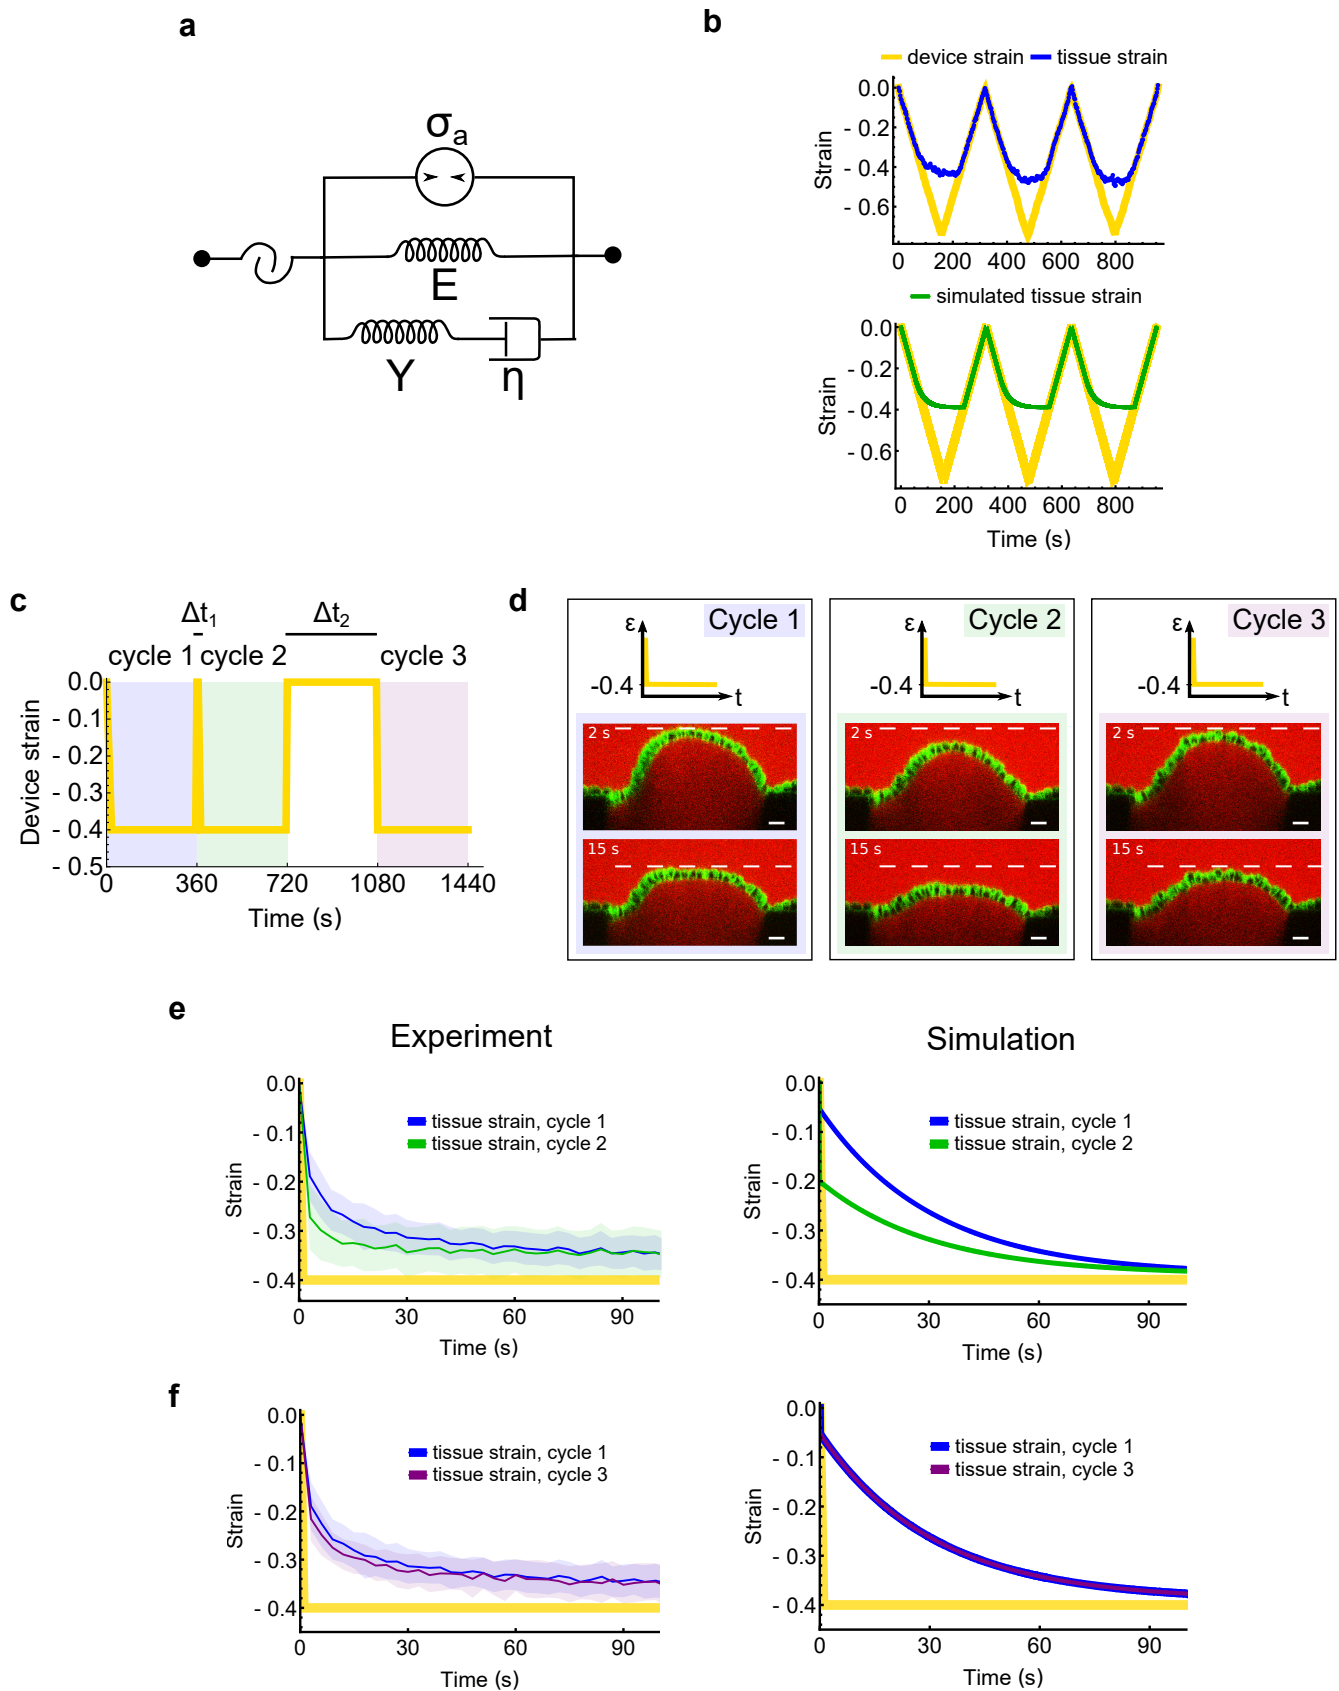 a
σa
E
Y
η
b
device strain tissue strain
0.0
- 0.2
- 0.4
- 0.6
Strain
0 200 400 600 800
simulated tissue strain
0.0
- 0.2
- 0.4
- 0.6
Strain
0 200 400 600 800
Time (s)
c
Δt1 Δt2
cycle 1 cycle 2 cycle 3
0.0
- 0.1
- 0.2
- 0.3
- 0.4
- 0.5
Device strain
0 360 720 1080 1440
Time (s)
d
Cycle 1
ε
-0.4
t
2 s
15 s
Cycle 2
ε
-0.4
t
2 s
15 s
Cycle 3
ε
-0.4
t
2 s
15 s
e
Experiment
0.0
- 0.1
- 0.2
- 0.3
- 0.4
Strain
tissue strain, cycle 1
tissue strain, cycle 2
0 30 60 90
Time (s)
Simulation
0.0
- 0.1
- 0.2
- 0.3
- 0.4
Strain
tissue strain, cycle 1
tissue strain, cycle 2
0 30 60 90
Time (s)
f
0.0
- 0.1
- 0.2
- 0.3
- 0.4
Strain
tissue strain, cycle 1
tissue strain, cycle 3
0 30 60 90
Time (s)
0.0
- 0.1
- 0.2
- 0.3
- 0.4
Strain
tissue strain, cycle 1
tissue strain, cycle 3
0 30 60 90
Time (s)